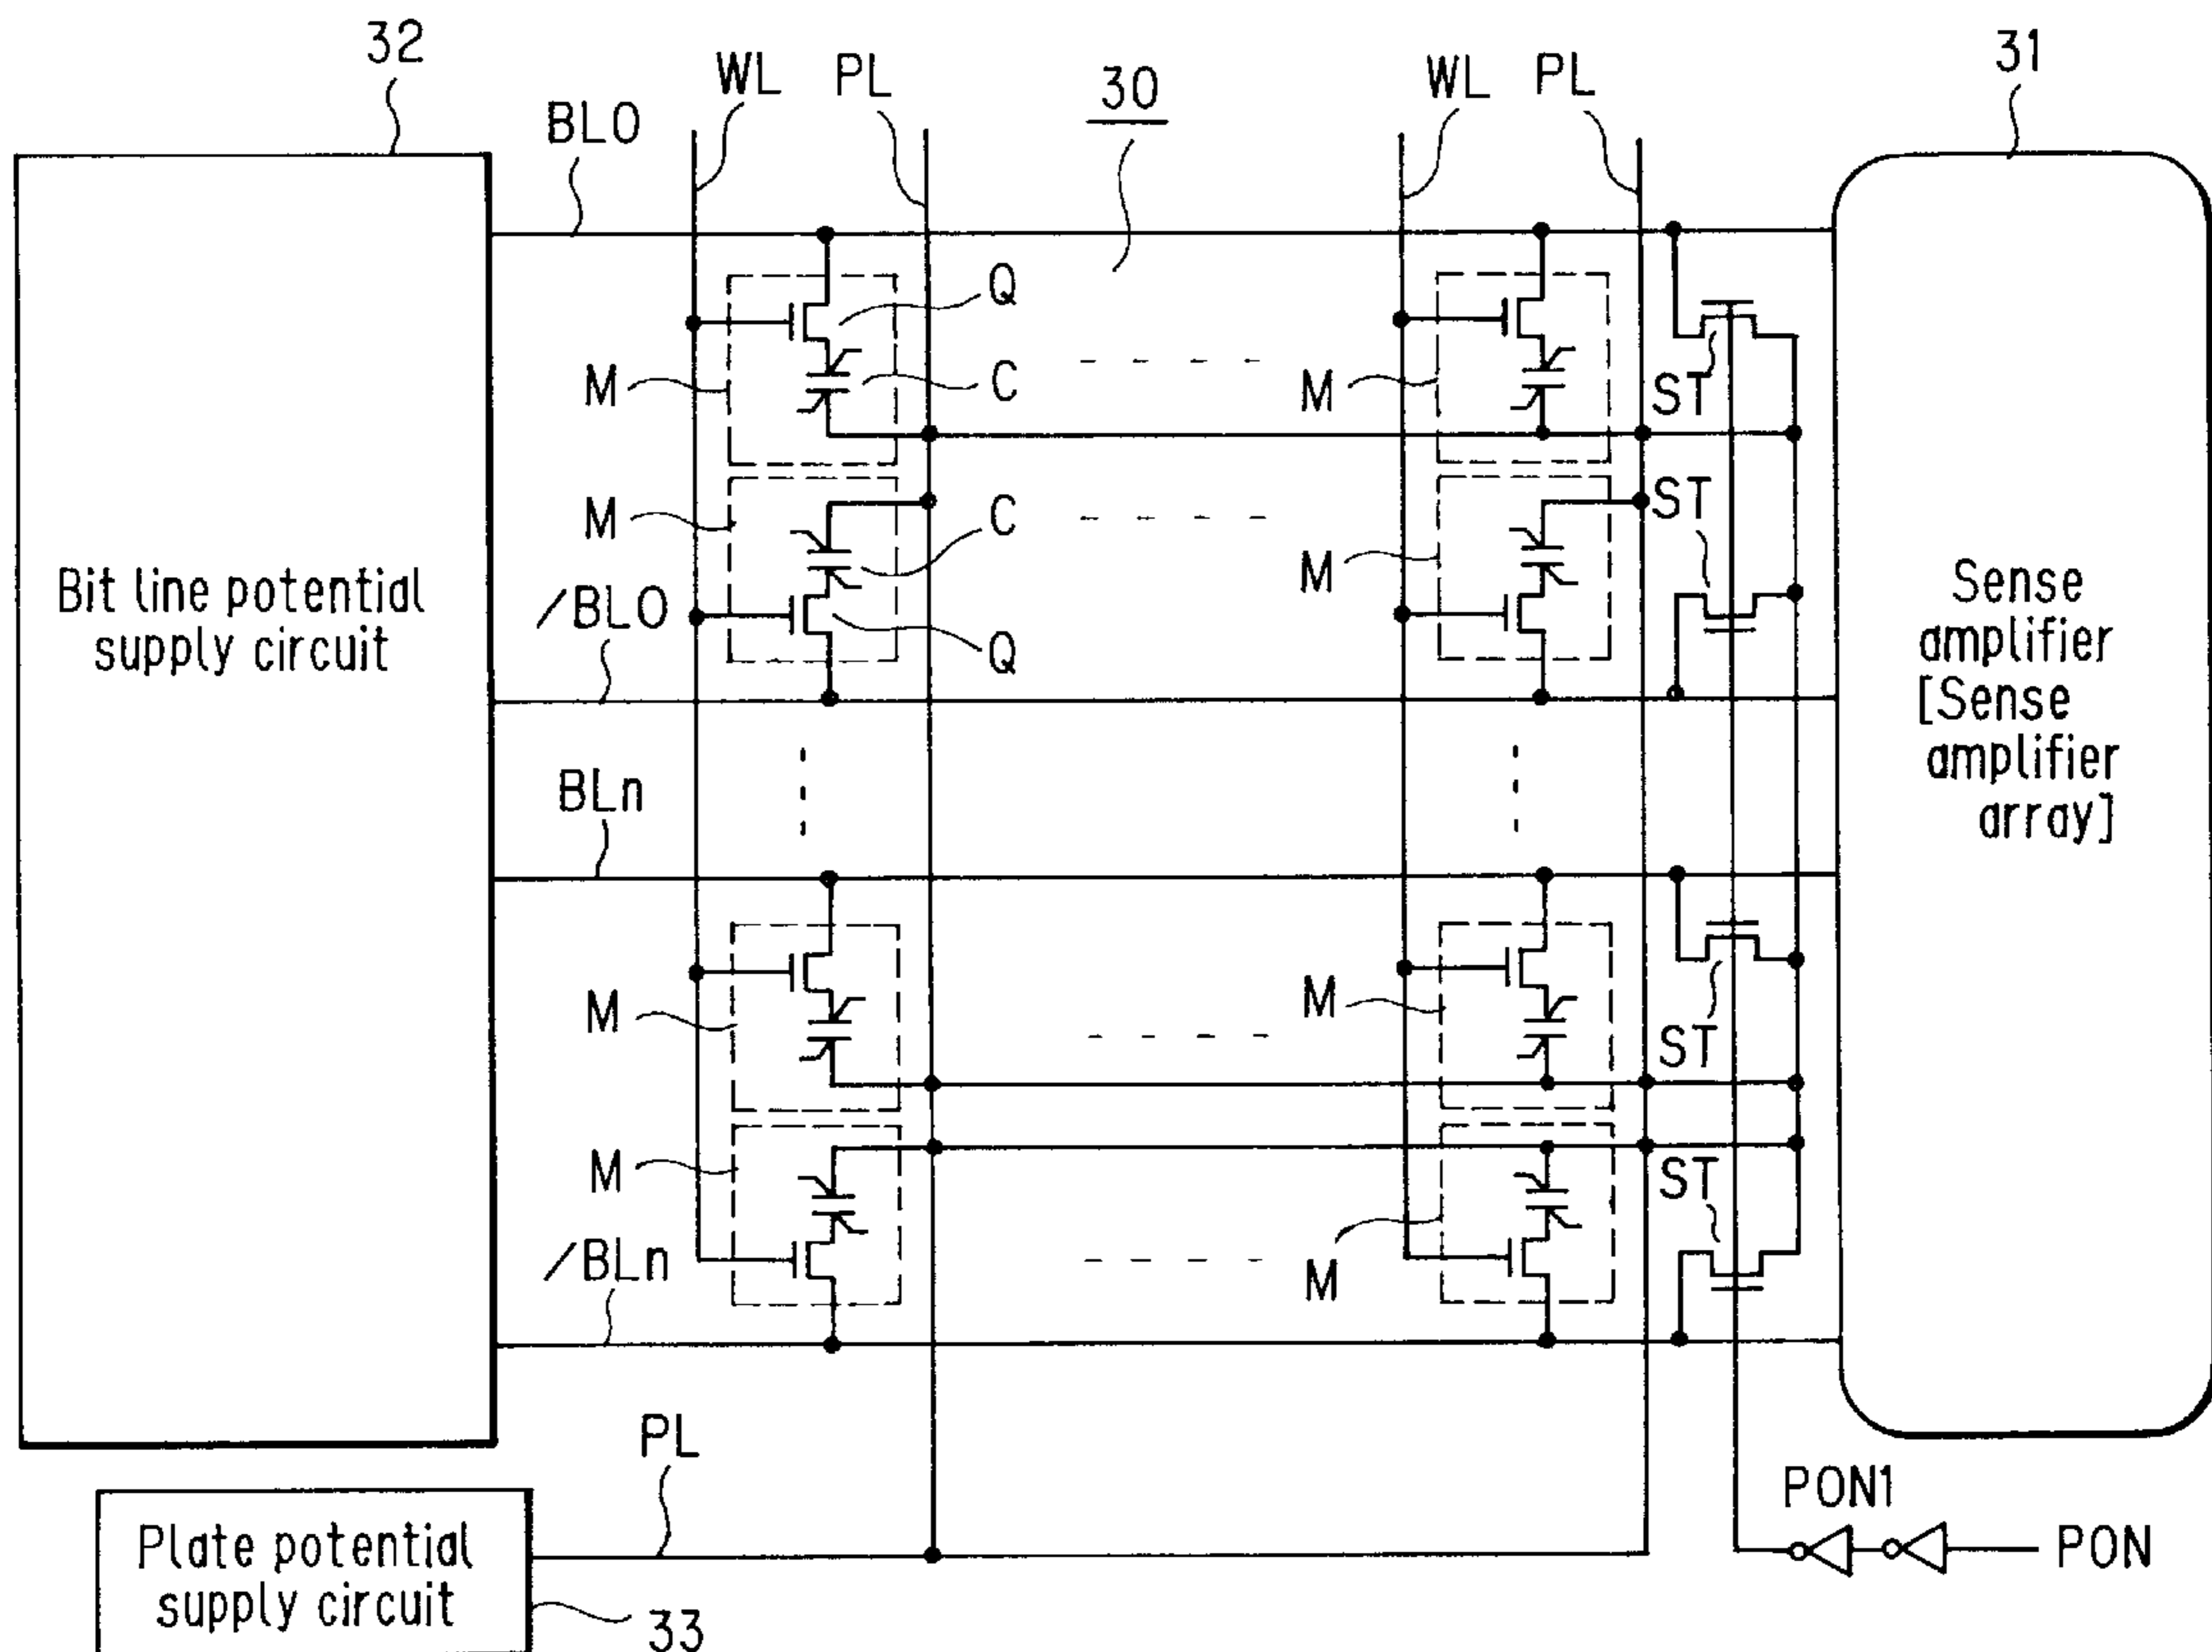 32
WL
PL
30
WL
PL
31
BL0
Q
M
C
M
ST
M
C
M
ST
/BL0
Q
Bit line potential
supply circuit
Sense
amplifier
[Sense
amplifier
array]
BLn
M
M
ST
M
ST
/BLn
M
PL
PON1
Plate potential
supply circuit
PON
33